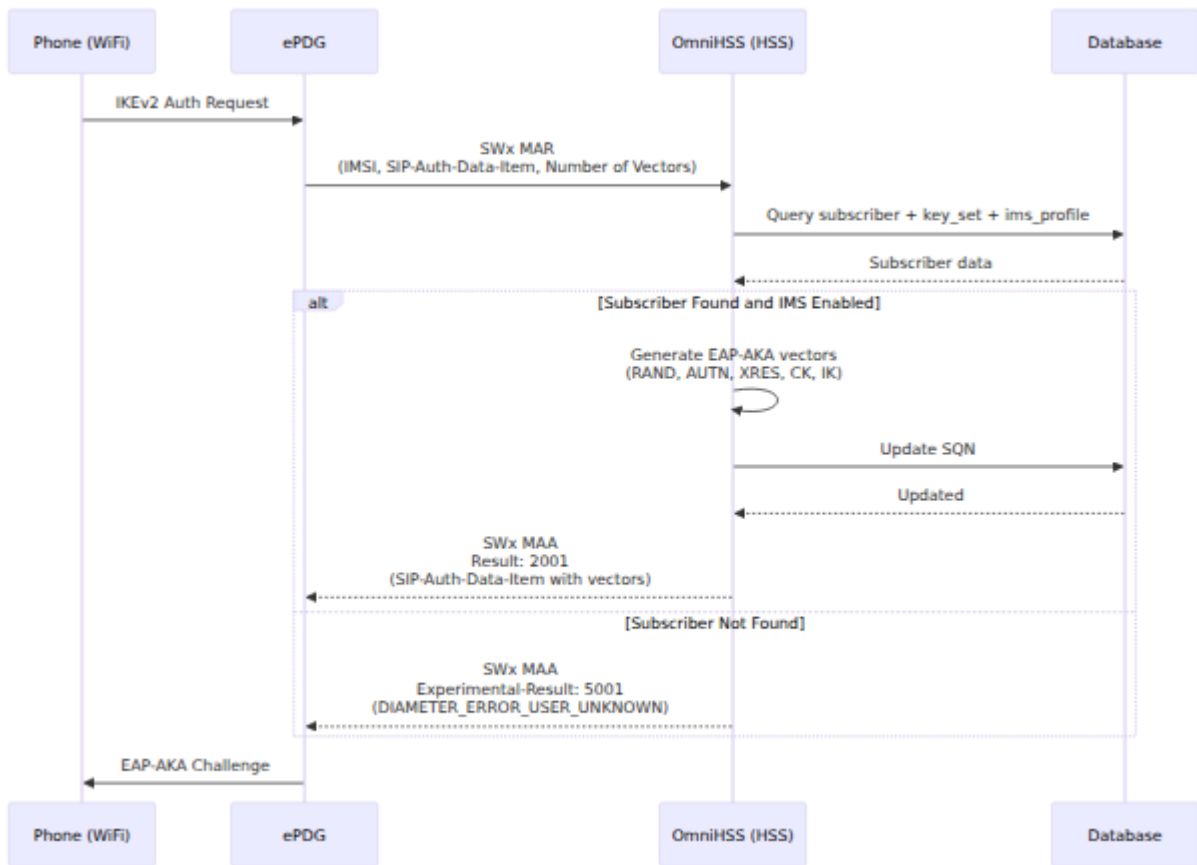 Phone (WiFi)
ePDG
OmniHSS (HSS)
Database
IKEv2 Auth Request
SWx MAR
(IMSI, SIP-Auth-Data-Item, Number of Vectors)
Query subscriber + key_set + ims_profile
Subscriber data
alt
[Subscriber Found and IMS Enabled]
Generate EAP-AKA vectors
(RAND, AUTN, XRES, CK, IK)
Update SQN
Updated
SWx MAA
Result: 2001
(SIP-Auth-Data-Item with vectors)
[Subscriber Not Found]
SWx MAA
Experimental-Result: 5001
(DIAMETER_ERROR_USER_UNKNOWN)
EAP-AKA Challenge
Phone (WiFi)
ePDG
OmniHSS (HSS)
Database